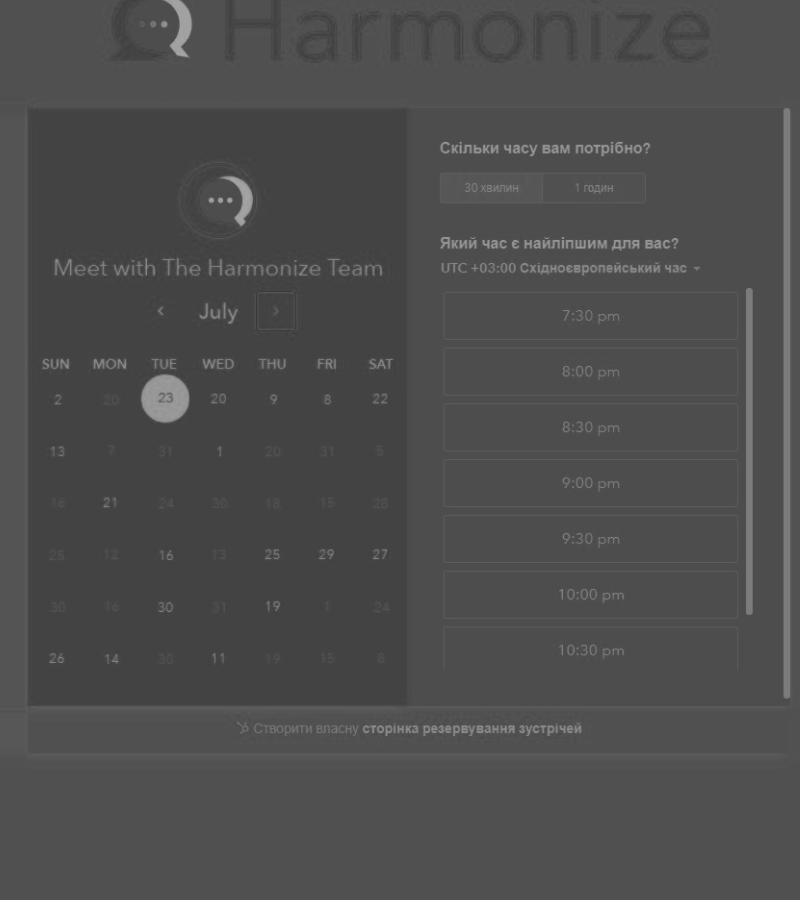 Harmonize
Meet with The Harmonize Team
July
SUN MON TUE WED THU FRI SAT
2 20 23 20 9 8 22
13 7 31 1 20 31 5
16 21 24 30 18 15 28
25 12 16 13 25 29 27
30 16 30 31 19 1 24
26 14 30 11 19 15 8
Скільки часу вам потрібно?
30 хвилин 1 годин
Який час є найліпшим для вас?
UTC +03:00 Східноєвропейський час
7:30 pm
8:00 pm
8:30 pm
9:00 pm
9:30 pm
10:00 pm
10:30 pm
Створити власну сторінка резервування зустрічей